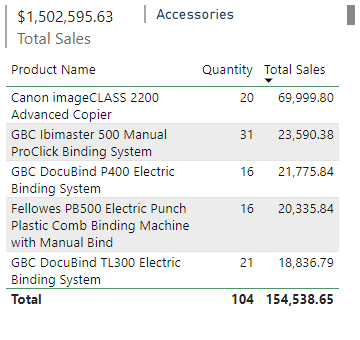 $1,502,595.63
Total Sales
Accessories
Product Name Quantity Total Sales
Canon imageCLASS 2200 20 69,999.80
Advanced Copier
GBC Ibimaster 500 Manual 31 23,590.38
ProClick Binding System
GBC DocuBind P400 Electric 16 21,775.84
Binding System
Fellowes PB500 Electric Punch 16 20,335.84
Plastic Comb Binding Machine
with Manual Bind
GBC DocuBind TL300 Electric 21 18,836.79
Binding System
Total 104 154,538.65